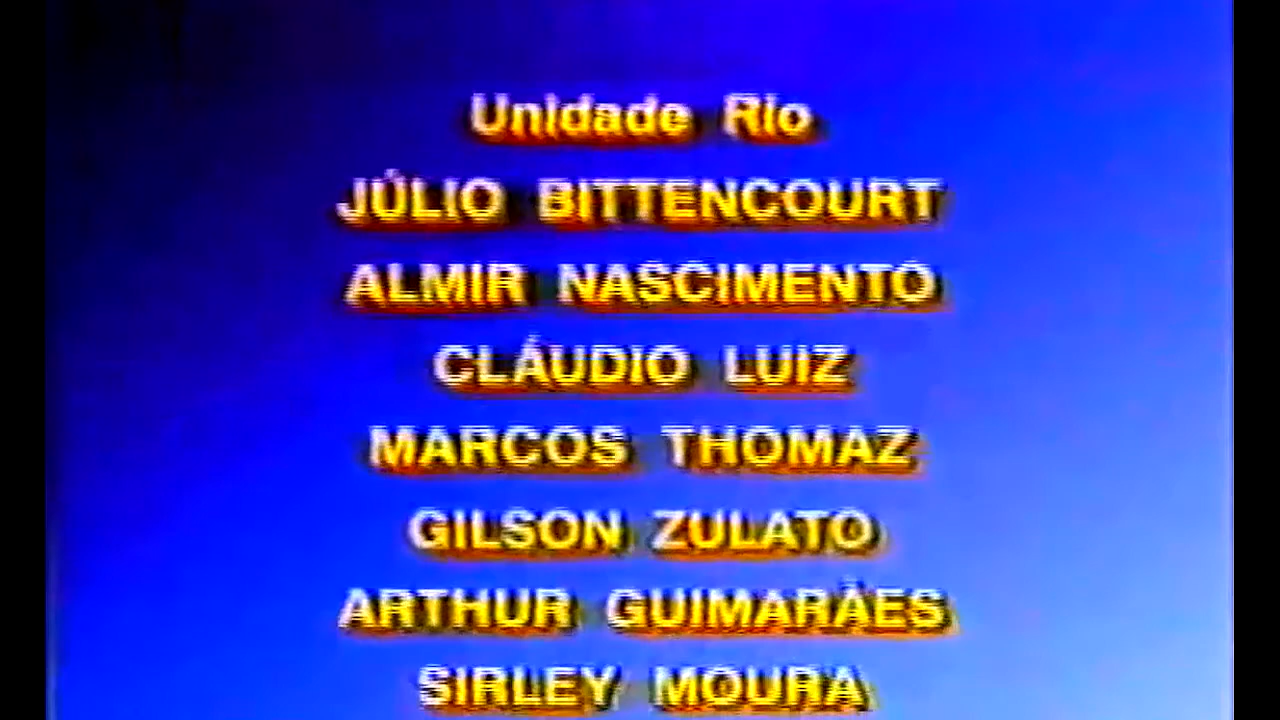 Unidade Rio
JÚLIO BITTENCOURT
ALMIR NASCIMENTO
CLÁUDIO LUIZ
MARCOS THOMAZ
GILSON ZULATO
ARTHUR GUIMARÃES
SIRLEY MOURA